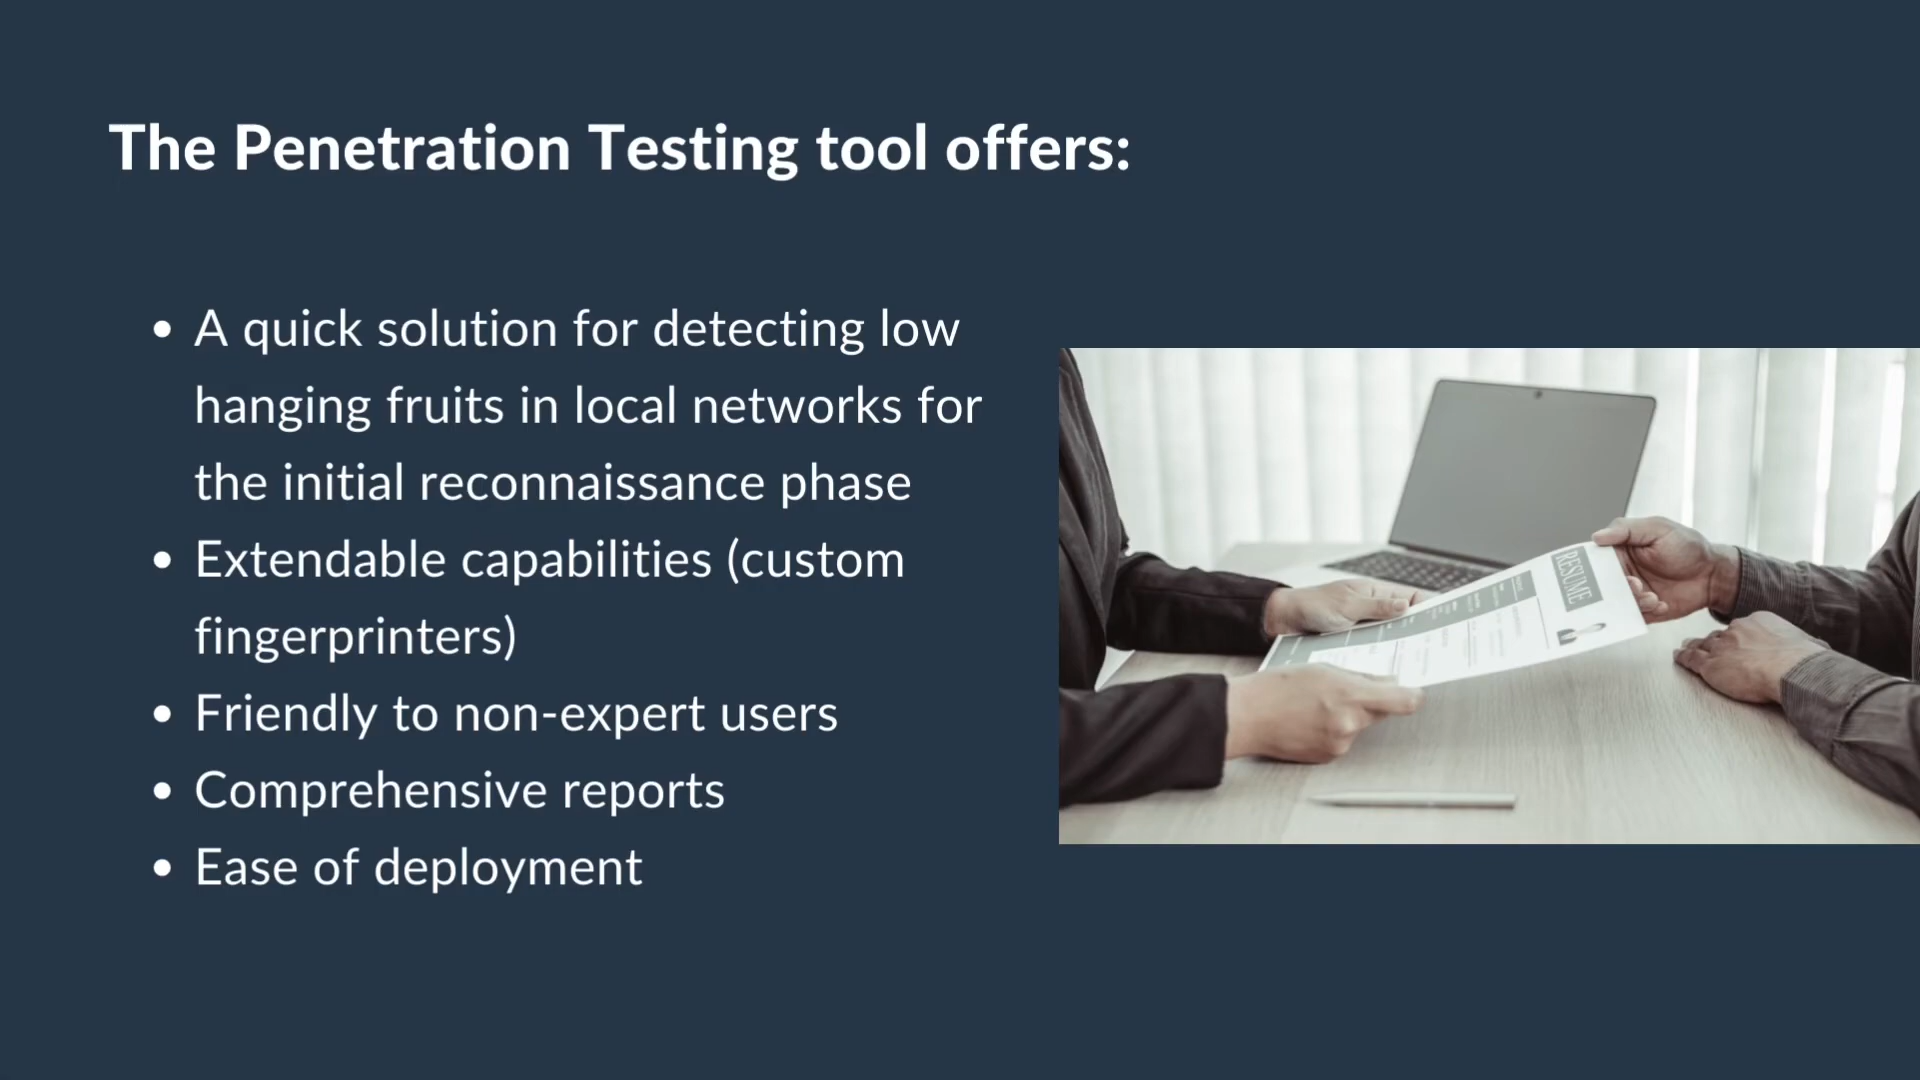 The Penetration Testing tool offers:
• A quick solution for detecting low
hanging fruits in local networks for
the initial reconnaissance phase
• Extendable capabilities (custom
fingerprinters)
• Friendly to non-expert users
• Comprehensive reports
• Ease of deployment
RESUME